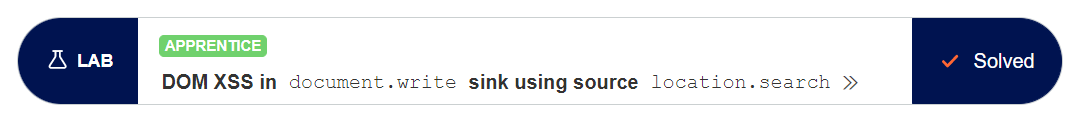 LAB
APPRENTICE
DOM XSS in document.write sink using source location.search
Solved